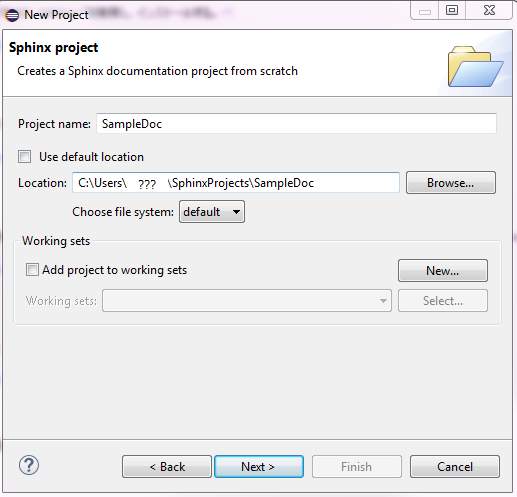 New Project
Sphinx project
Creates a Sphinx documentation project from scratch
Project name: SampleDoc
Use default location
Location: C:\Users\ ??? \SphinxProjects\SampleDoc Browse...
Choose file system: default
Working sets
Add project to working sets New...
Working sets: Select...
? < Back Next > Finish Cancel